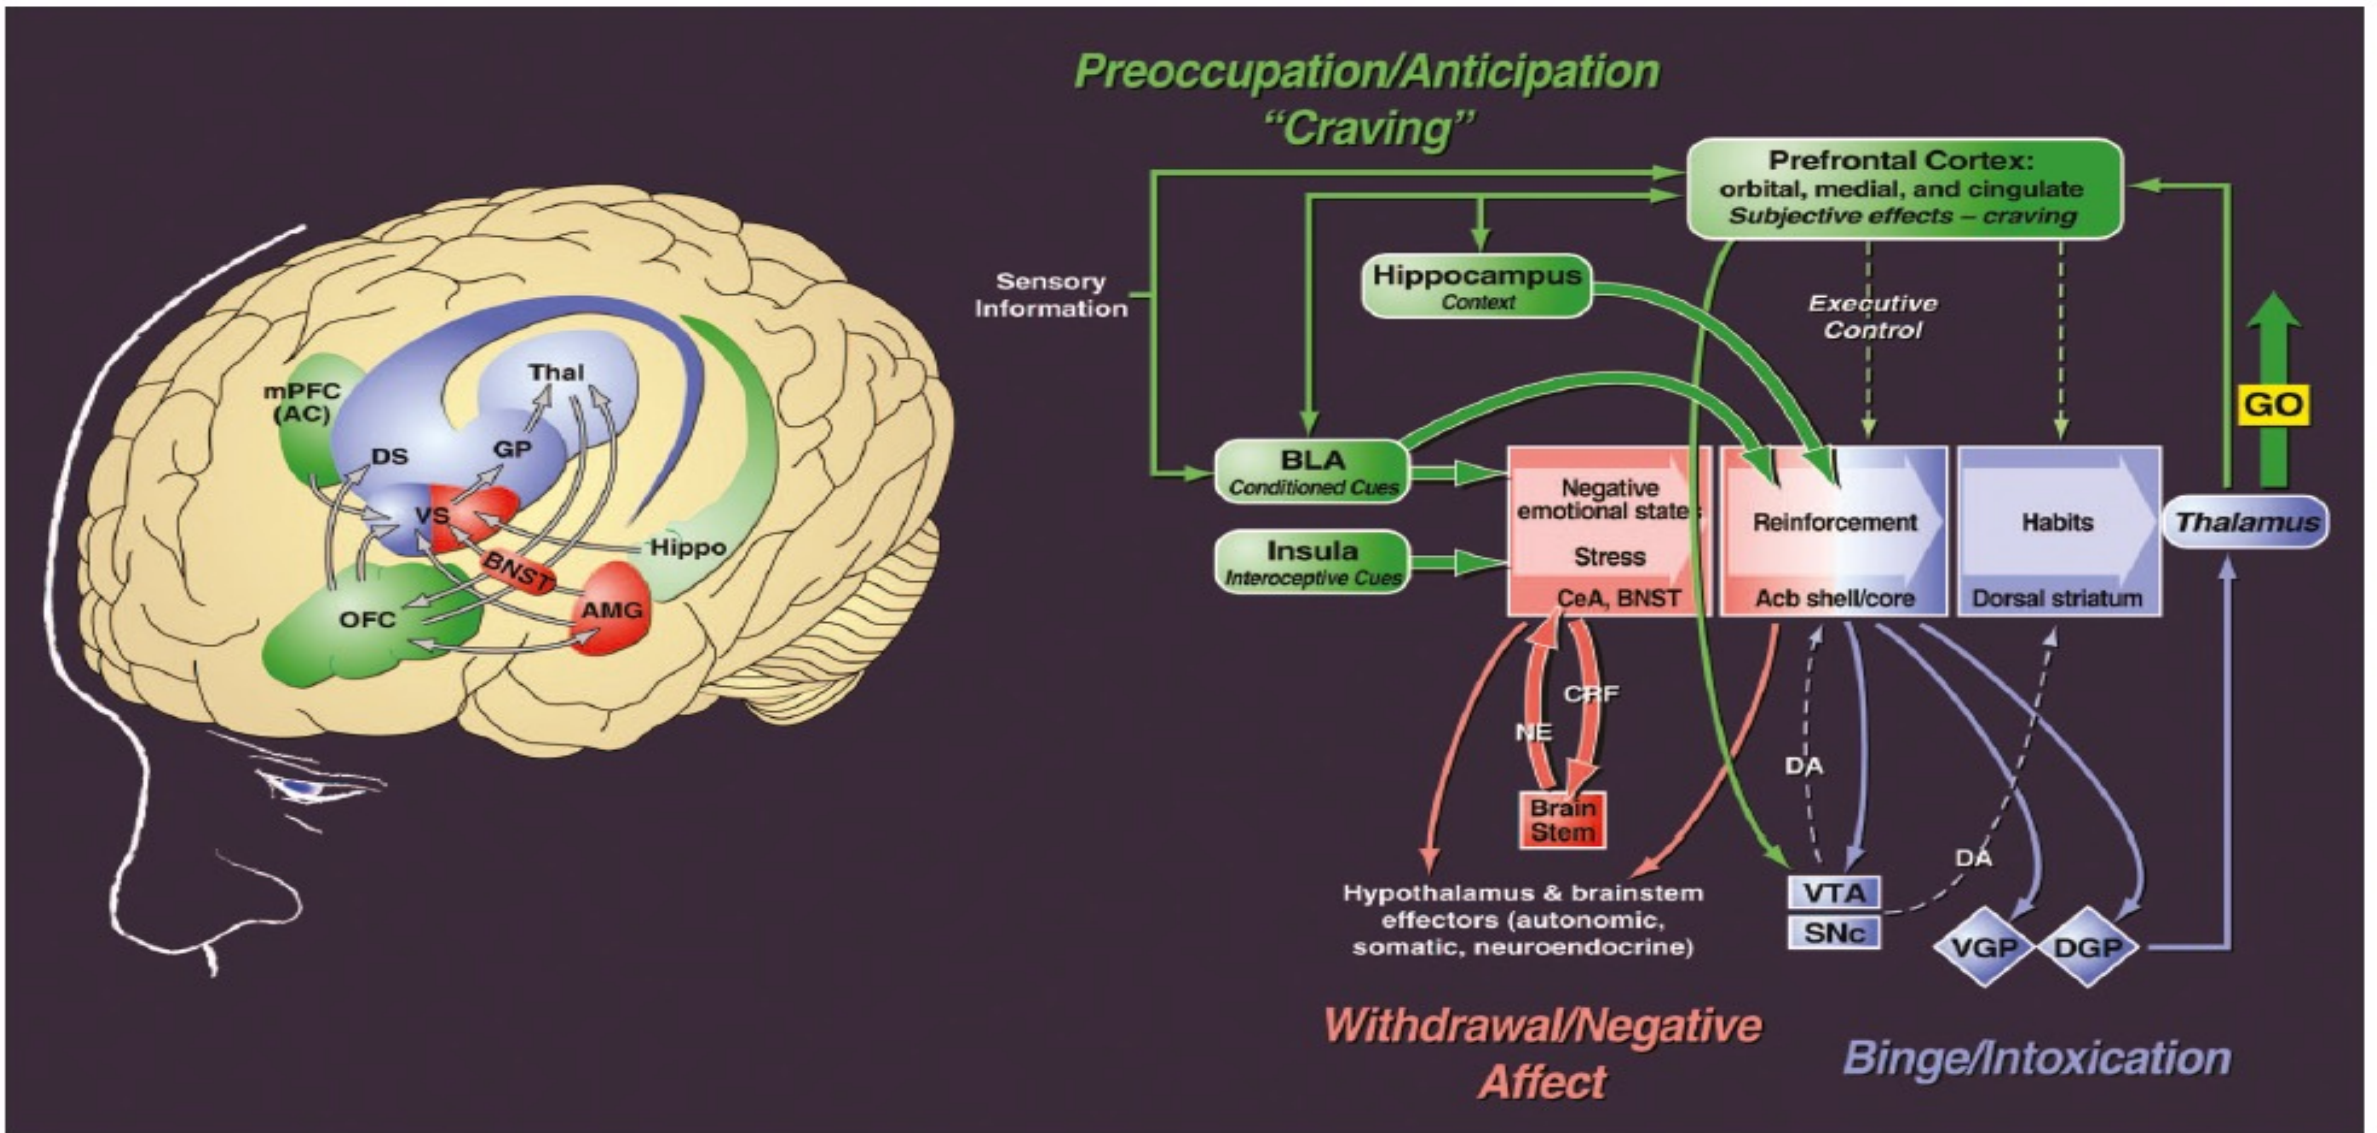 Preoccupation/Anticipation
“Craving”
Prefrontal Cortex:
orbital, medial, and cingulate
Subjective effects – craving
Sensory
Information
Hippocampus
Context
Executive
Control
GO
BLA
Conditioned Cues
Insula
Interoceptive Cues
Negative
emotional states
Stress
CeA, BNST
Reinforcement
Acb shell/core
Habits
Dorsal striatum
Thalamus
NE
CRF
Brain
Stem
DA
DA
Hypothalamus & brainstem
effectors (autonomic,
somatic, neuroendocrine)
VTA
SNc
VGP
DGP
Withdrawal/Negative
Affect
Binge/Intoxication
mPFC
(AC)
Thal
DS
GP
VS
BNST
Hippo
OFC
AMG